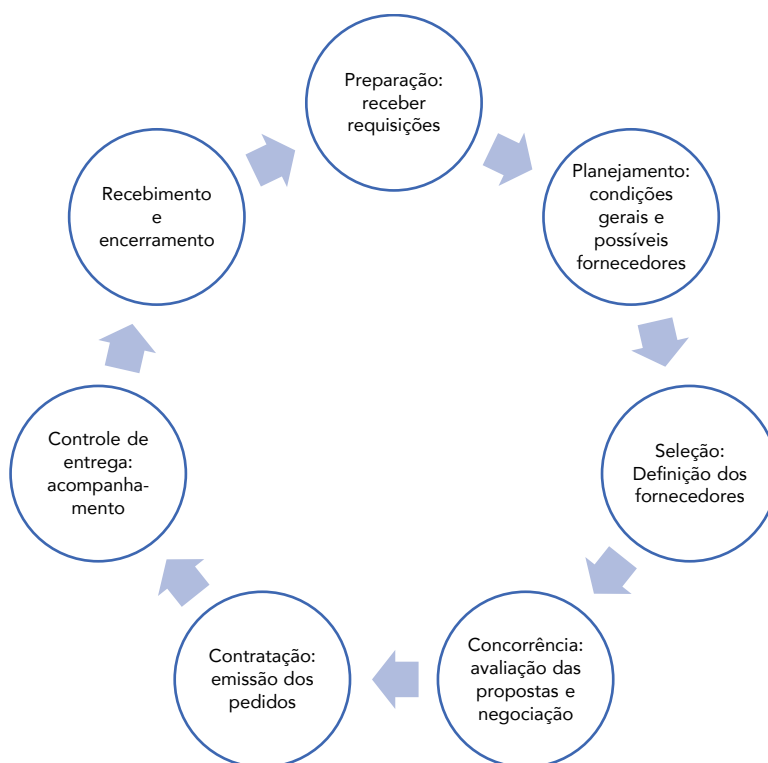 Preparação:
receber
requisições
Planejamento:
condições
gerais e
possíveis
fornecedores
Seleção:
Definição dos
fornecedores
Concorrência:
avaliação das
propostas e
negociação
Contratação:
emissão dos
pedidos
Controle de
entrega:
acompanha-
mento
Recebimento
e
encerramento